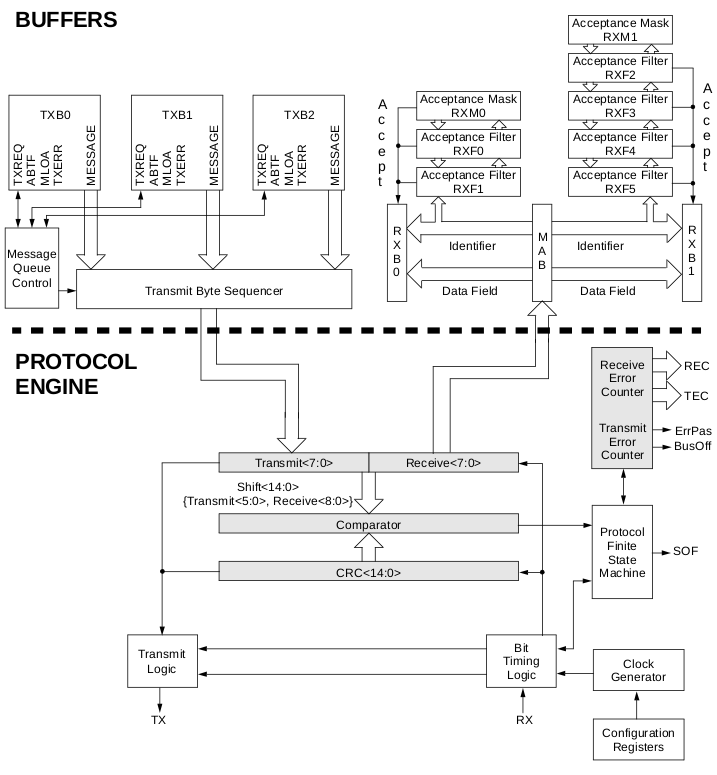 BUFFERS
TXB0
TXREQ
ABTF
MLOA
TXERR
MESSAGE
TXB1
TXREQ
ABTF
MLOA
TXERR
MESSAGE
TXB2
TXREQ
ABTF
MLOA
TXERR
MESSAGE
Message
Queue
Control
Transmit Byte Sequencer
Accept
Acceptance Mask
RXM0
Acceptance Filter
RXF0
Acceptance Filter
RXF1
Acceptance Mask
RXM1
Acceptance Filter
RXF2
Acceptance Filter
RXF3
Acceptance Filter
RXF4
Acceptance Filter
RXF5
Accept
RXB0
Identifier
Data Field
MAB
Identifier
Data Field
RXB1
PROTOCOL
ENGINE
Receive
Error
Counter
REC
TEC
Transmit
Error
Counter
ErrPas
BusOff
Transmit<7:0>
Receive<7:0>
Shift<14:0>
{Transmit<5:0>, Receive<8:0>}
Comparator
CRC<14:0>
Protocol
Finite
State
Machine
SOF
Transmit
Logic
Bit
Timing
Logic
Clock
Generator
TX
RX
Configuration
Registers